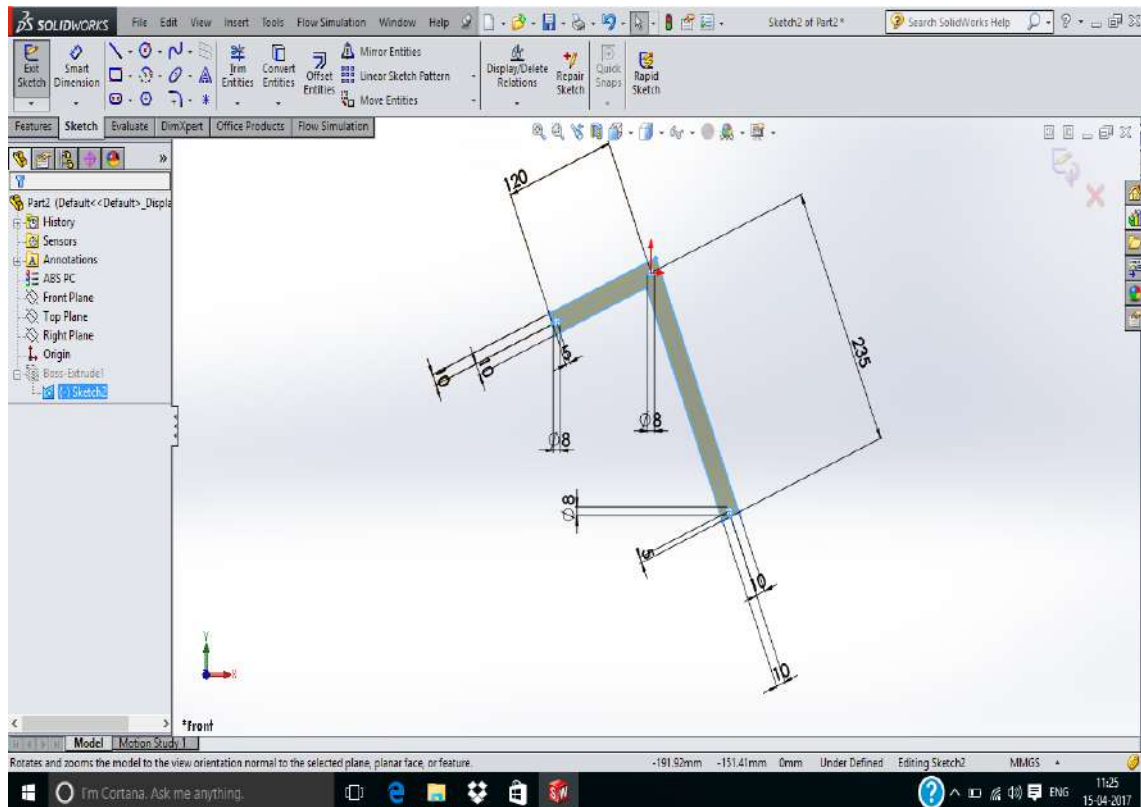 SOLIDWORKS File Edit View Insert Tools Flow Simulation Window Help Sketch2 of Part2 * Search SolidWorks Help
Exit Sketch
Smart Dimension
Trim Entities
Convert Entities
Offset Entities
Mirror Entities
Linear Sketch Pattern
Move Entities
Display/Delete Relations
Repair Sketch
Quick Snaps
Rapid Sketch
Features Sketch Evaluate DimXpert Office Products Flow Simulation
Part2 (Default<<Default>_Displa
History
Sensors
Annotations
ABS PC
Front Plane
Top Plane
Right Plane
Origin
Boss-Extrude1
(-) Sketch2
120
235
10
10
5
Ø8
Ø8
Ø8
5
10
10
Y
X
*front
Model Motion Study 1
Rotates and zooms the model to the view orientation normal to the selected plane, planar face, or feature. -191.92mm -151.41mm 0mm Under Defined Editing Sketch2 MMGS
I'm Cortana. Ask me anything. ENG 11:25
15-04-2017